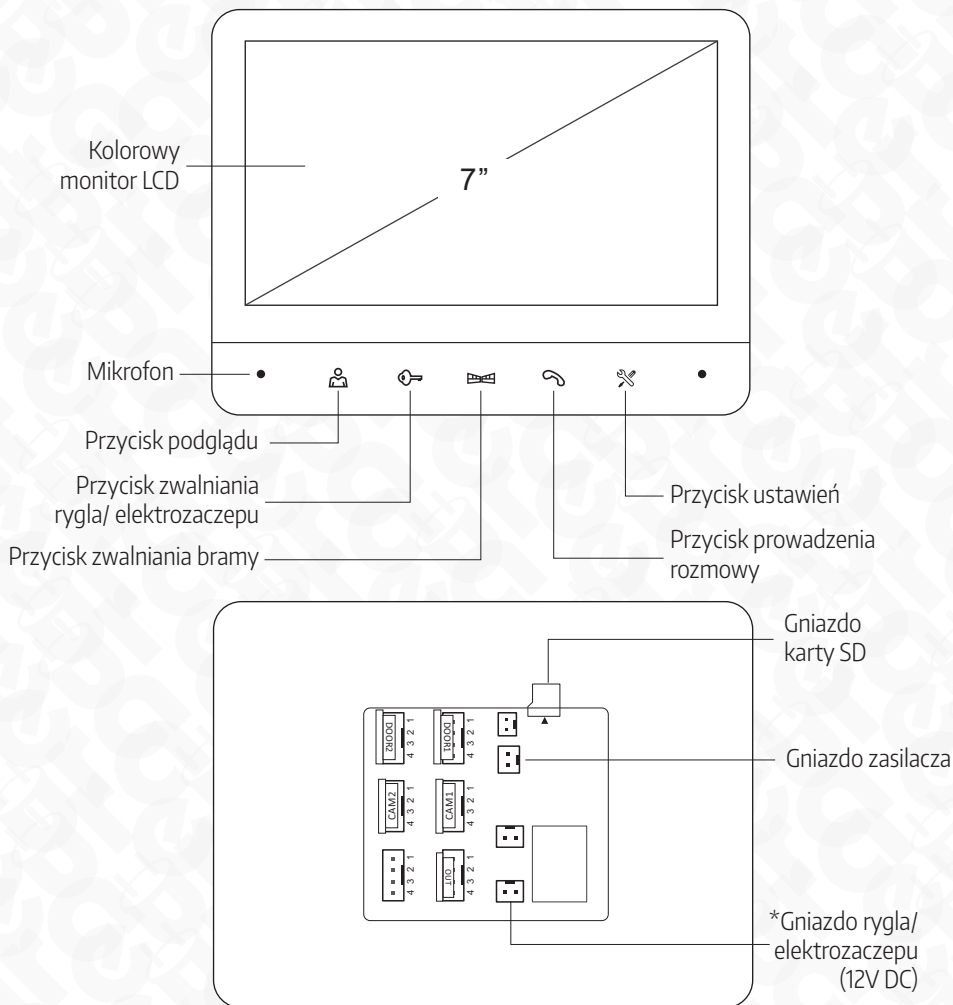 Kolorowy
monitor LCD
7”
Mikrofon
Przycisk podglądu
Przycisk zwalniania
rygla/ elektrozaczepu
Przycisk zwalniania bramy
Przycisk ustawień
Przycisk prowadzenia
rozmowy
Gniazdo
karty SD
DOOR2
4 3 2 1
DOOR1
4 3 2 1
Gniazdo zasilacza
CAM2
4 3 2 1
CAM1
4 3 2 1
4 3 2 1
OUT
4 3 2 1
*Gniazdo rygla/
elektrozaczepu
(12V DC)